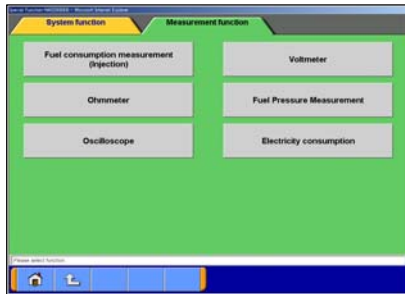 System function
Measurement function
Fuel consumption measurement
(Injection)
Voltmeter
Ohmmeter
Fuel Pressure Measurement
Oscilloscope
Electricity consumption
Please select function